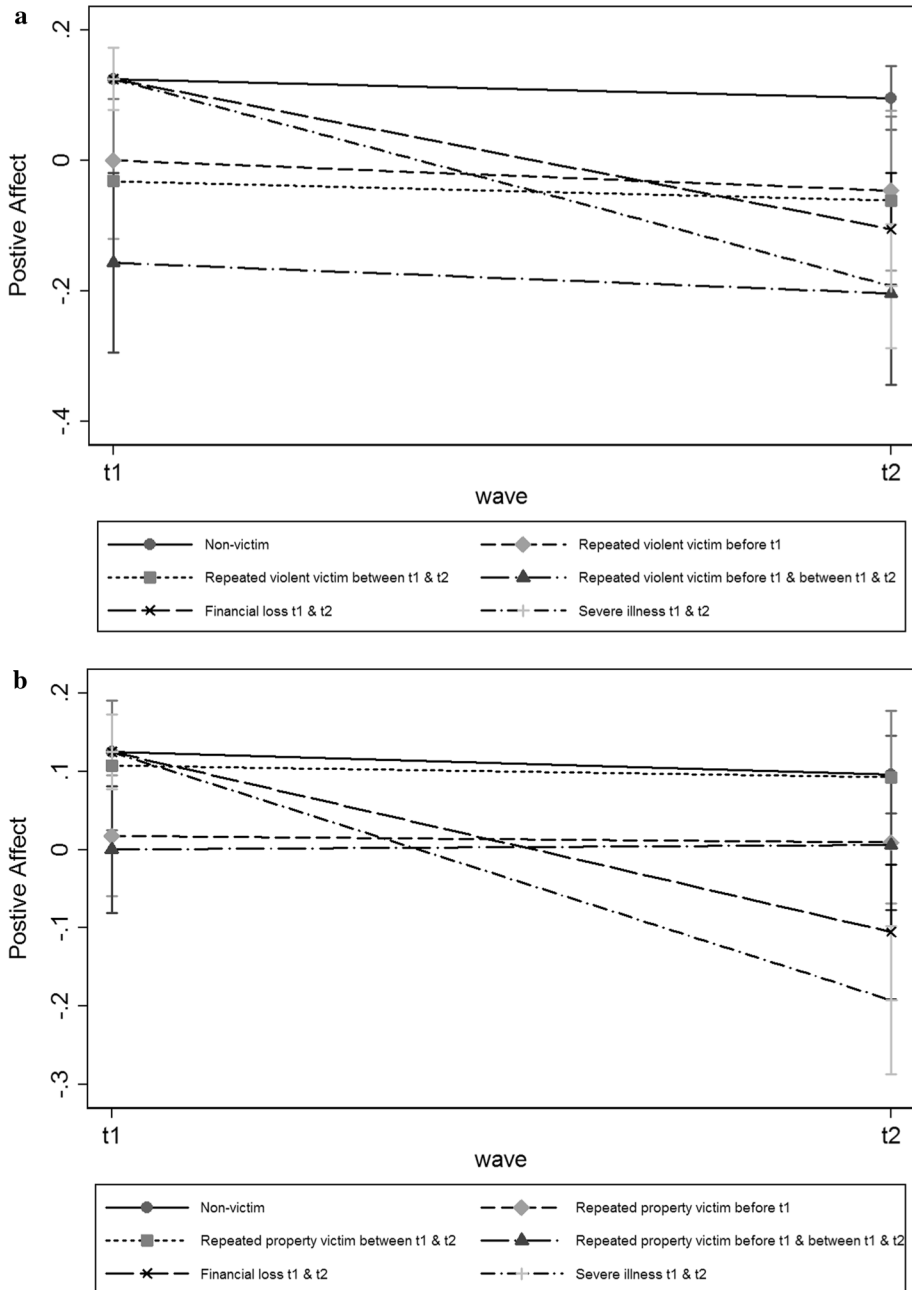 a
.2
0
-.2
-.4
Postive Affect
t1
t2
wave
Non-victim
Repeated violent victim before t1
Repeated violent victim between t1 & t2
Repeated violent victim before t1 & between t1 & t2
Financial loss t1 & t2
Severe illness t1 & t2
b
.2
.1
0
-.1
-.2
-.3
Postive Affect
t1
t2
wave
Non-victim
Repeated property victim before t1
Repeated property victim between t1 & t2
Repeated property victim before t1 & between t1 & t2
Financial loss t1 & t2
Severe illness t1 & t2